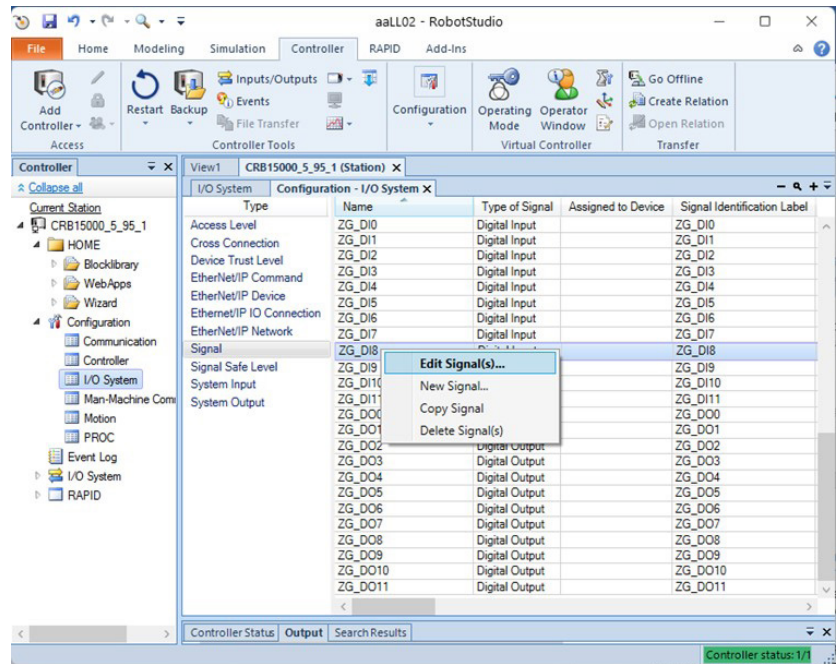 aaLL02 - RobotStudio
File Home Modeling Simulation Controller RAPID Add-Ins
Add Controller
Restart Backup
Inputs/Outputs
Events
File Transfer
Configuration
Operating Mode
Operator Window
Go Offline
Create Relation
Open Relation
Access Controller Tools Virtual Controller Transfer
Controller
Collapse all
Current Station
CRB15000_5_95_1
HOME
Blocklibrary
WebApps
Wizard
Configuration
Communication
Controller
I/O System
Man-Machine Com
Motion
PROC
Event Log
I/O System
RAPID
View1 CRB15000_5_95_1 (Station) X
I/O System Configuration - I/O System X
Type
Access Level
Cross Connection
Device Trust Level
EtherNet/IP Command
EtherNet/IP Device
Ethernet/IP IO Connection
EtherNet/IP Network
Signal
Signal Safe Level
System Input
System Output
Name Type of Signal Assigned to Device Signal Identification Label
ZG_DI0 Digital Input ZG_DI0
ZG_DI1 Digital Input ZG_DI1
ZG_DI2 Digital Input ZG_DI2
ZG_DI3 Digital Input ZG_DI3
ZG_DI4 Digital Input ZG_DI4
ZG_DI5 Digital Input ZG_DI5
ZG_DI6 Digital Input ZG_DI6
ZG_DI7 Digital Input ZG_DI7
ZG_DI8 ZG_DI8
ZG_DI9 ZG_DI9
ZG_DI10 ZG_DI10
ZG_DI11 ZG_DI11
ZG_DO0 ZG_DO0
ZG_DO1 ZG_DO1
ZG_DO2 Digital Output ZG_DO2
ZG_DO3 Digital Output ZG_DO3
ZG_DO4 Digital Output ZG_DO4
ZG_DO5 Digital Output ZG_DO5
ZG_DO6 Digital Output ZG_DO6
ZG_DO7 Digital Output ZG_DO7
ZG_DO8 Digital Output ZG_DO8
ZG_DO9 Digital Output ZG_DO9
ZG_DO10 Digital Output ZG_DO10
ZG_DO11 Digital Output ZG_DO11
Edit Signal(s)...
New Signal...
Copy Signal
Delete Signal(s)
Controller Status Output Search Results
Controller status: 1/1